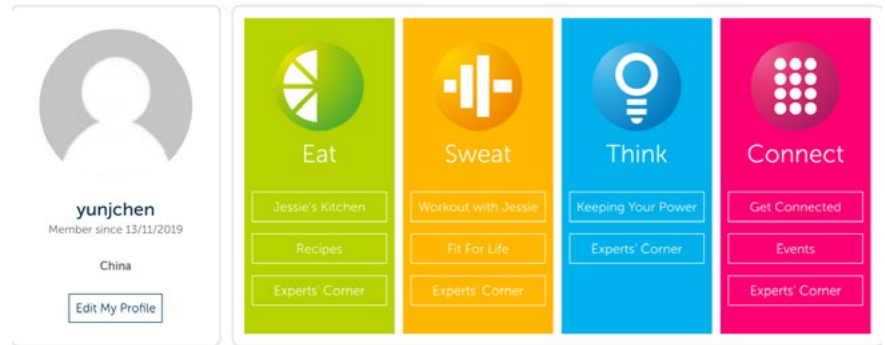 yunjchen
Member since 13/11/2019
China
Edit My Profile
Eat
Jessie's Kitchen
Recipes
Experts' Corner
Sweat
Workout with Jessie
Fit For Life
Experts' Corner
Think
Keeping Your Power
Experts' Corner
Connect
Get Connected
Events
Experts' Corner